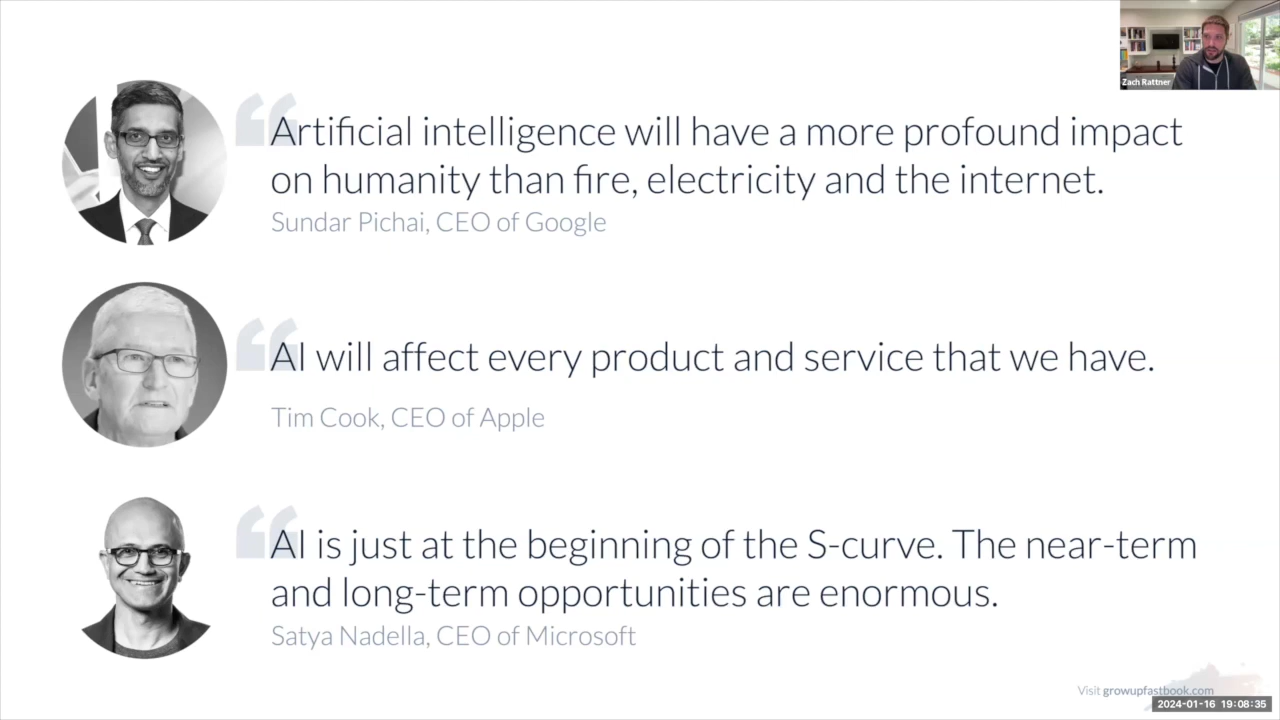 Zach Rattner
“Artificial intelligence will have a more profound impact
on humanity than fire, electricity and the internet.
Sundar Pichai, CEO of Google
“AI will affect every product and service that we have.
Tim Cook, CEO of Apple
“AI is just at the beginning of the S-curve. The near-term
and long-term opportunities are enormous.
Satya Nadella, CEO of Microsoft
Visit growupfastbook.com
2024-01-16 19:08:35